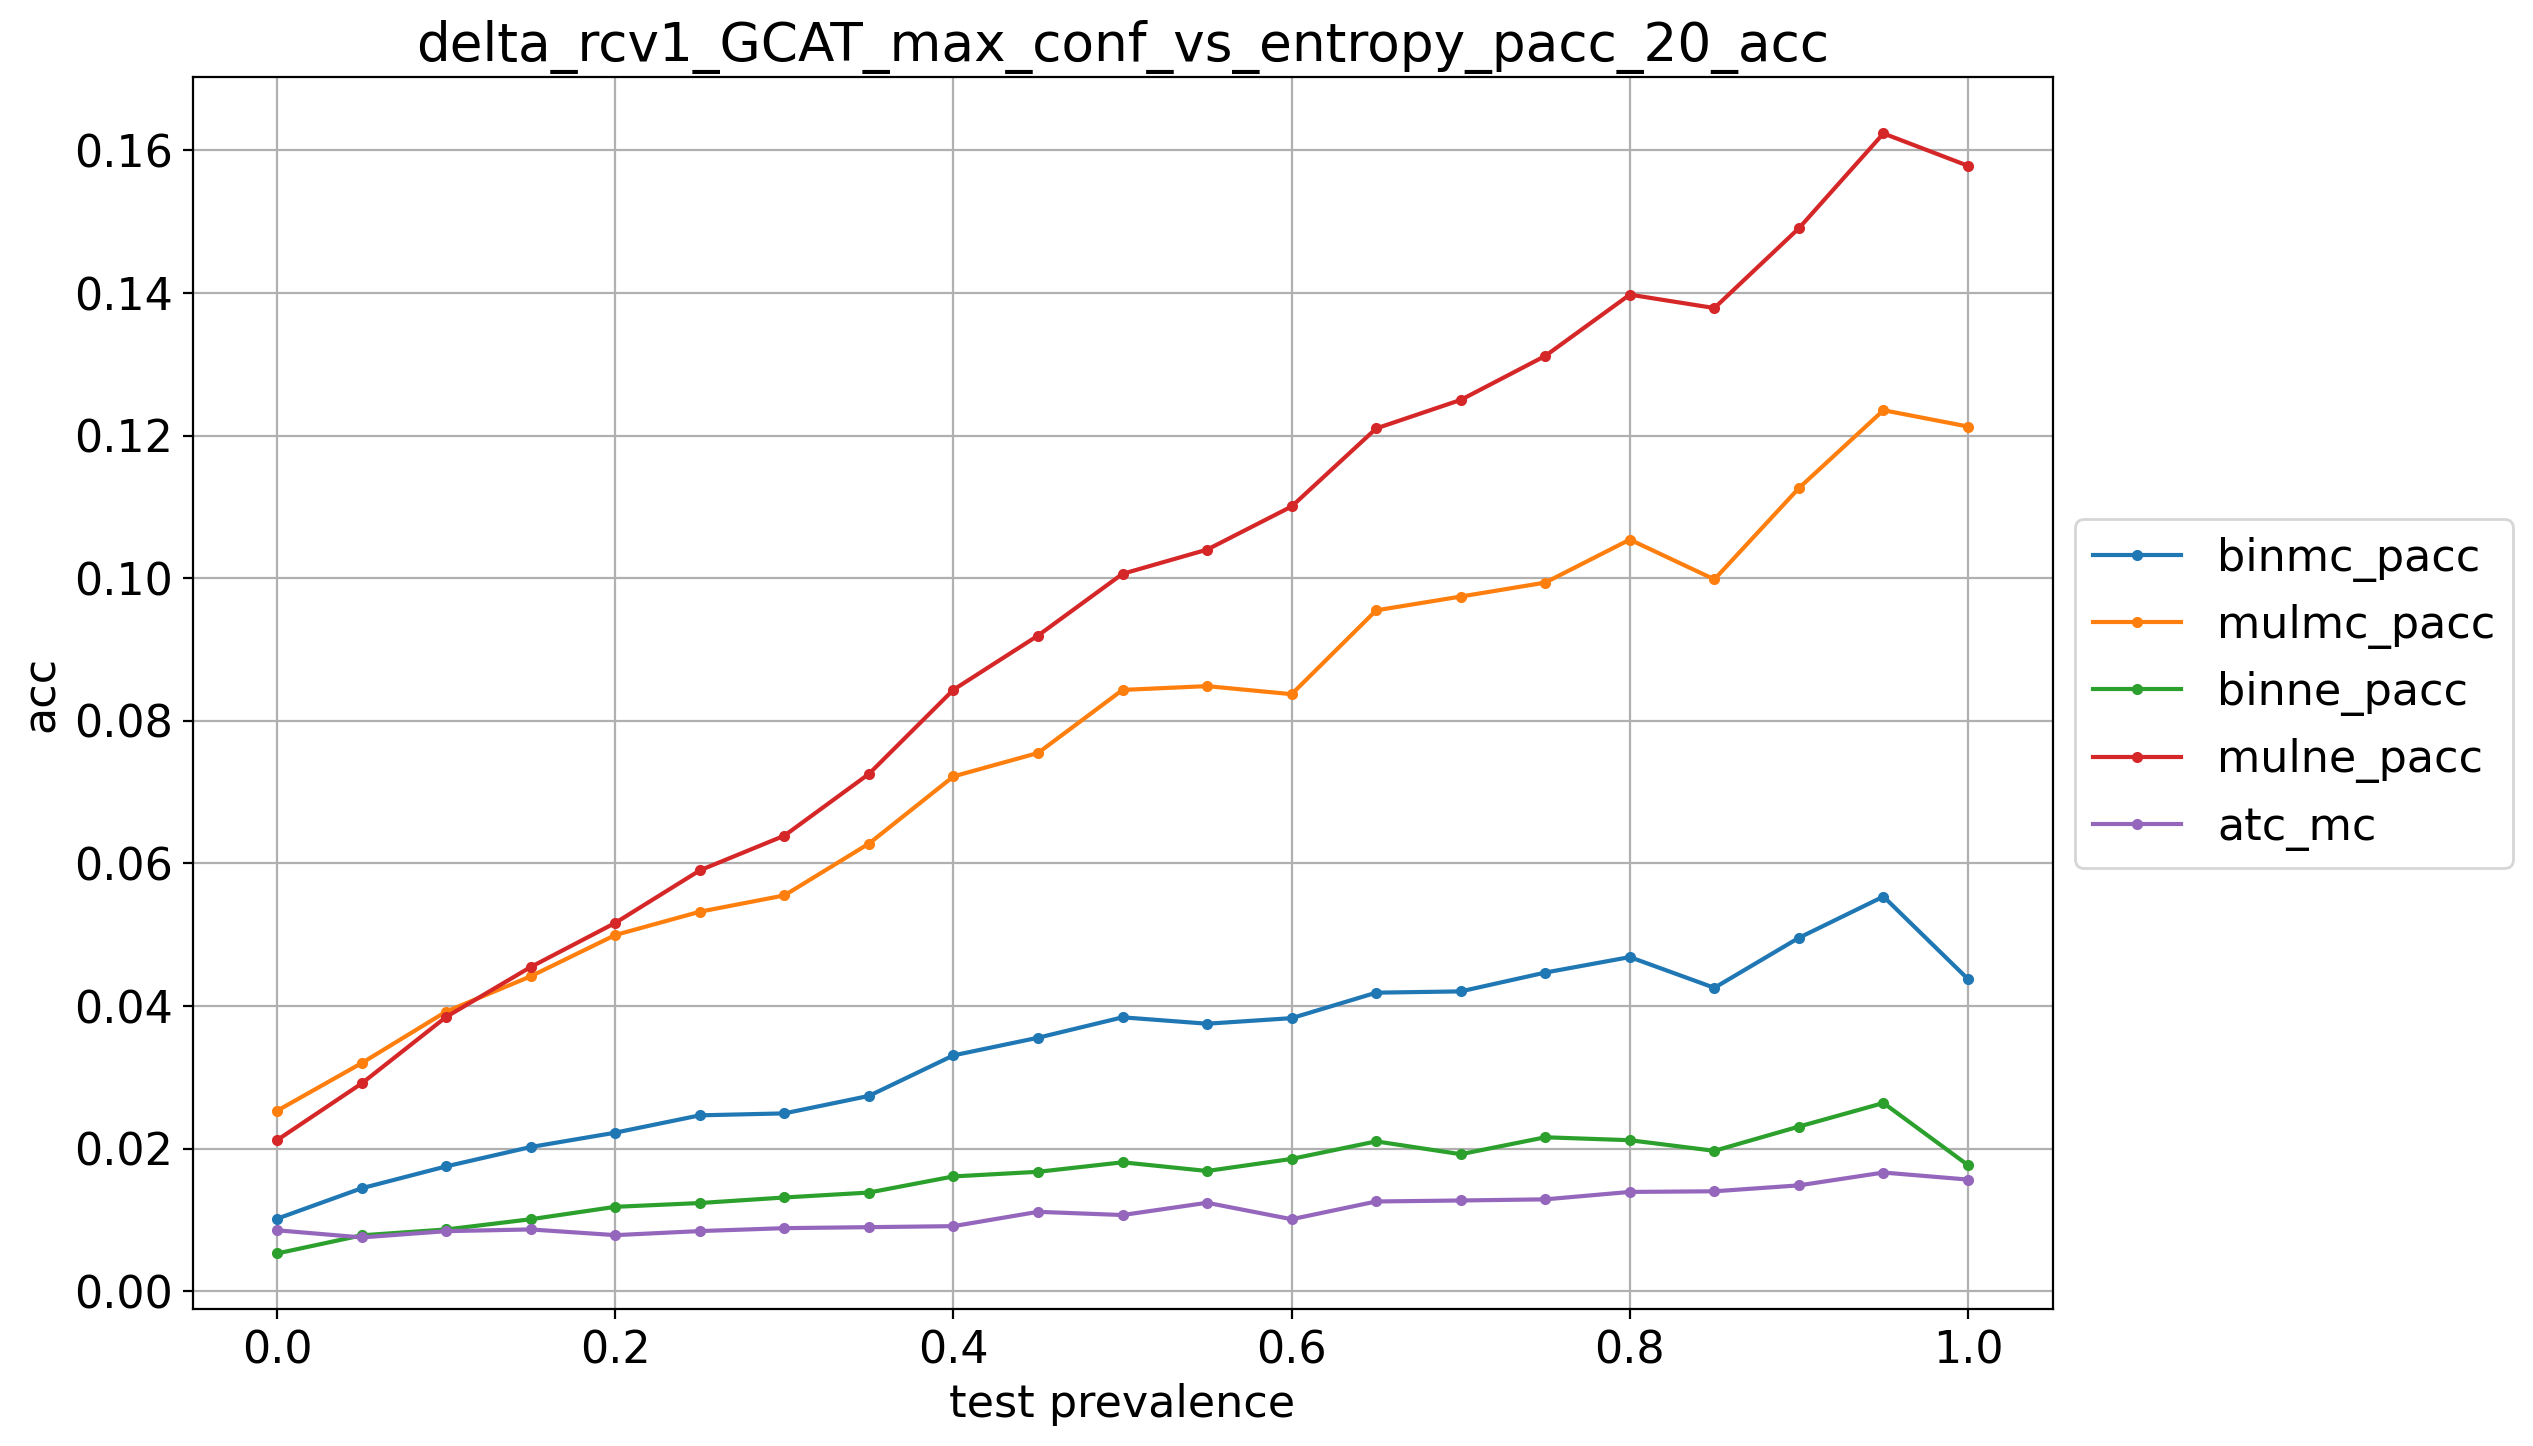 delta_rcv1_GCAT_max_conf_vs_entropy_pacc_20_acc
acc
0.16
0.14
0.12
0.10
0.08
0.06
0.04
0.02
0.00
0.0 0.2 0.4 0.6 0.8 1.0
test prevalence
binmc_pacc
mulmc_pacc
binne_pacc
mulne_pacc
atc_mc